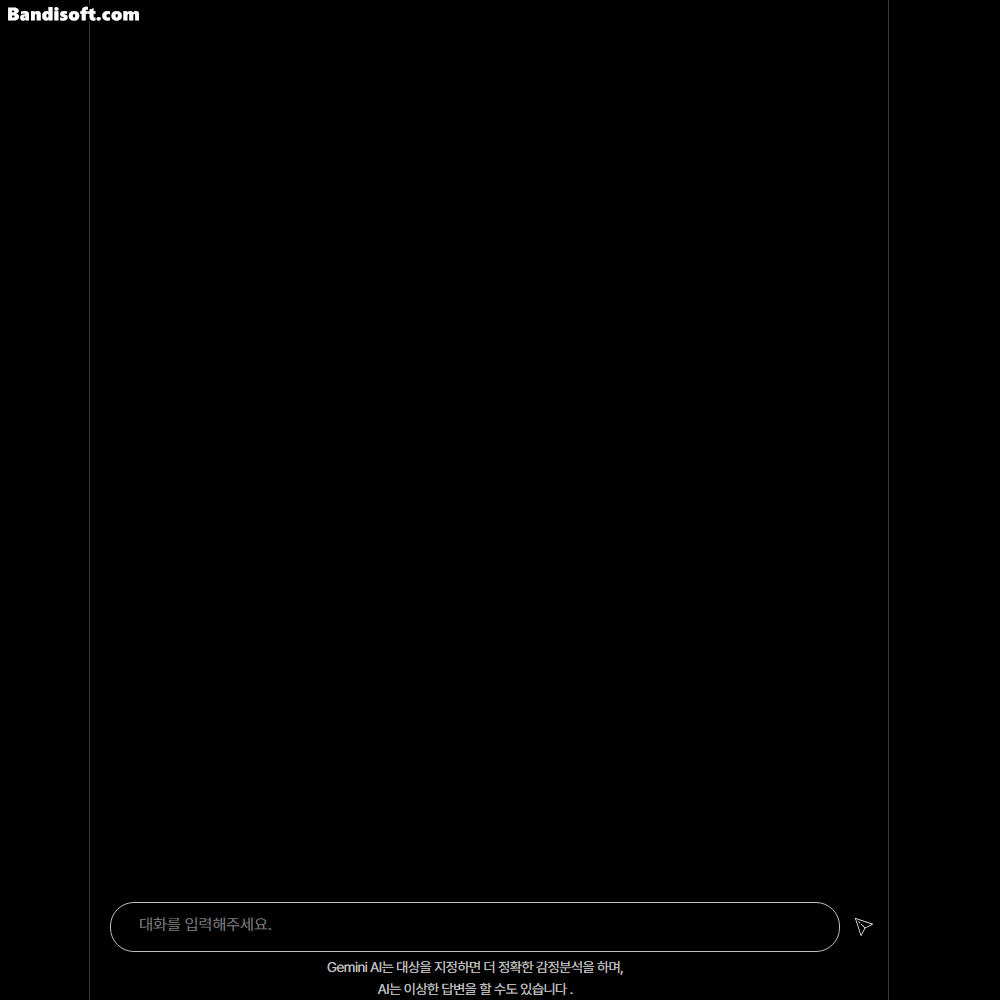 Bandisoft.com
대화를 입력해주세요.
Gemini AI는 대상을 지정하면 더 정확한 감정분석을 하며,
AI는 이상한 답변을 할 수도 있습니다 .